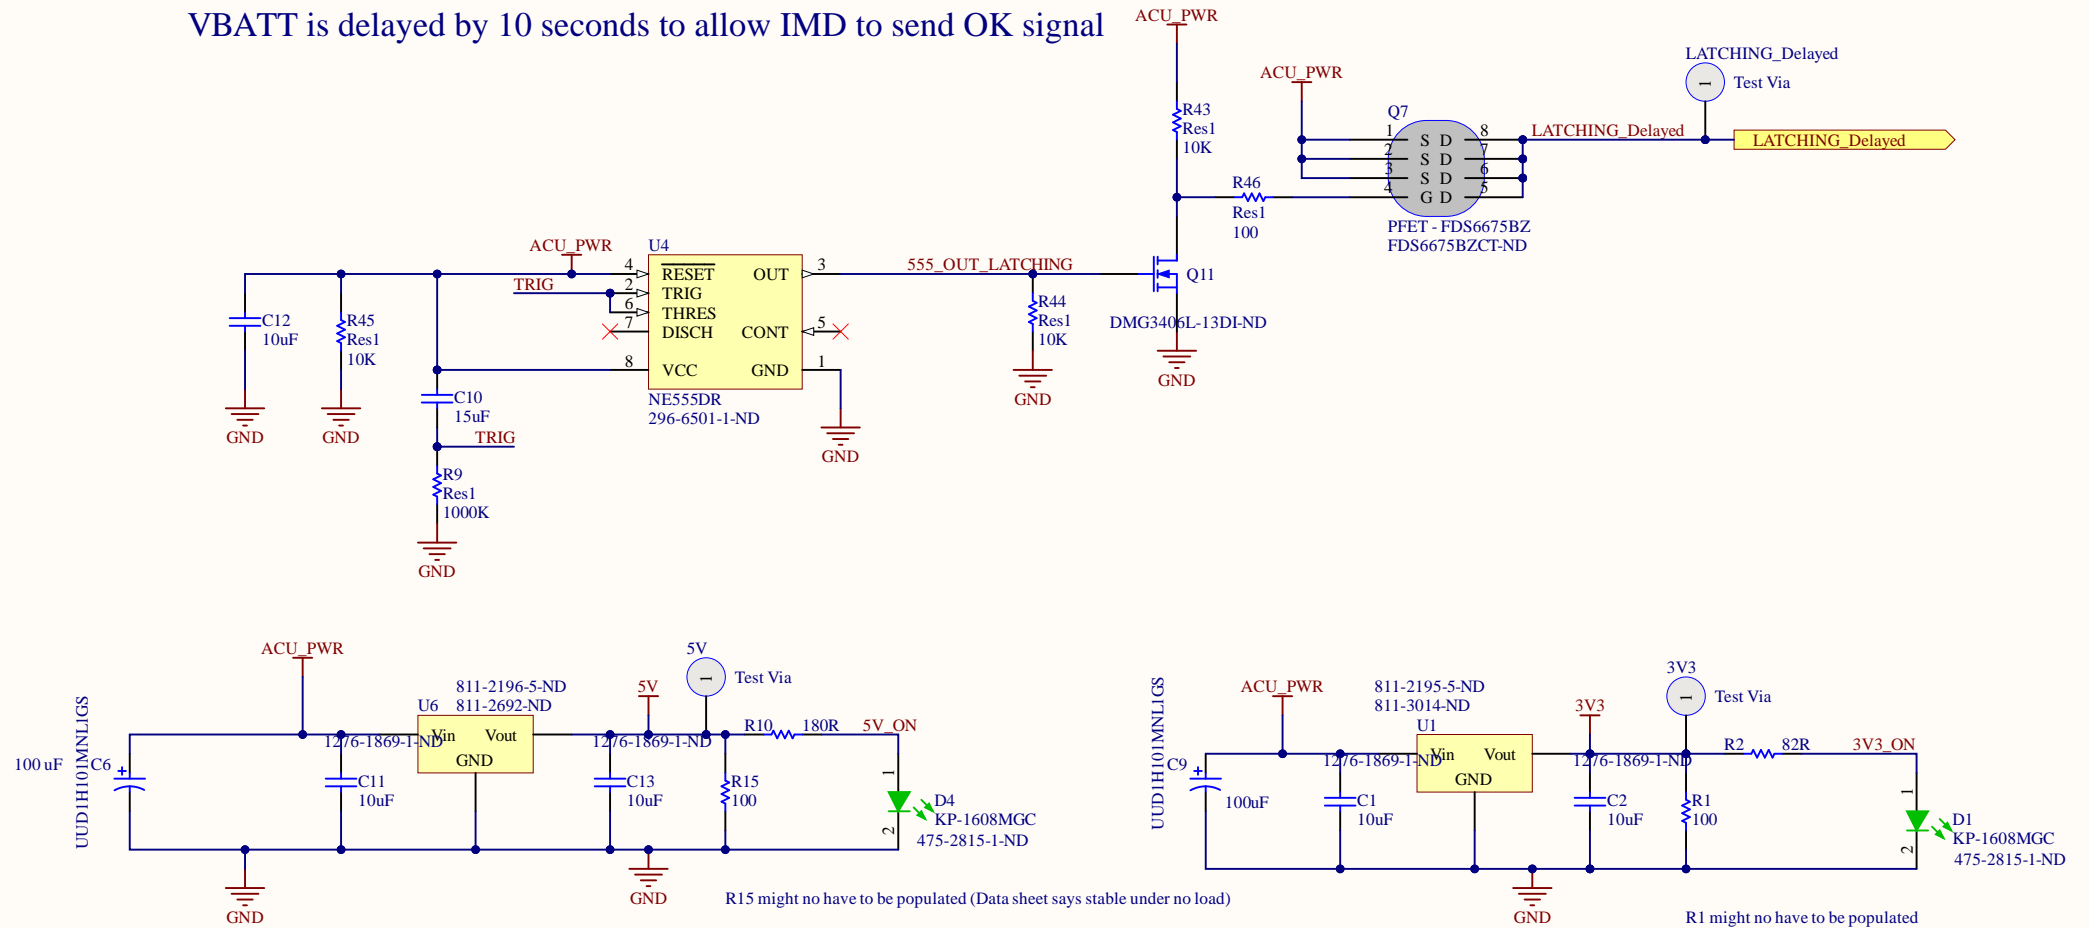 VBATT is delayed by 10 seconds to allow IMD to send OK signal
ACU_PWR
R43
Res1
10K
ACU_PWR
Q7
1 S D 8
2 S D 7
3 S D 6
4 G D 5
PFET - FDS6675BZ
FDS6675BZCT-ND
R46
Res1
100
LATCHING_Delayed
1
Test Via
LATCHING_Delayed
LATCHING_Delayed
Q11
DMG3406L-13DI-ND
GND
ACU_PWR
TRIG
U4
4 RESET OUT 3
2 TRIG
6 THRES
7 DISCH CONT 5
8 VCC GND 1
NE555DR
296-6501-1-ND
GND
555_OUT_LATCHING
R44
Res1
10K
GND
C12
10uF
GND
R45
Res1
10K
GND
C10
15uF
TRIG
R9
Res1
1000K
GND
ACU_PWR
UUD1H101MNL1GS
100 uF
C6
1276-1869-1-ND
C11
10uF
811-2196-5-ND
811-2692-ND
U6
Vin Vout
GND
5V
5V
1
Test Via
1276-1869-1-ND
C13
10uF
R15
100
R10 180R
5V_ON
1
2
D4
KP-1608MGC
475-2815-1-ND
GND
GND
R15 might no have to be populated (Data sheet says stable under no load)
ACU_PWR
UUD1H101MNL1GS
C9
100uF
1276-1869-1-ND
C1
10uF
811-2195-5-ND
811-3014-ND
U1
Vin Vout
GND
3V3
3V3
1
Test Via
1276-1869-1-ND
C2
10uF
R1
100
R2 82R
3V3_ON
1
2
D1
KP-1608MGC
475-2815-1-ND
GND
R1 might no have to be populated